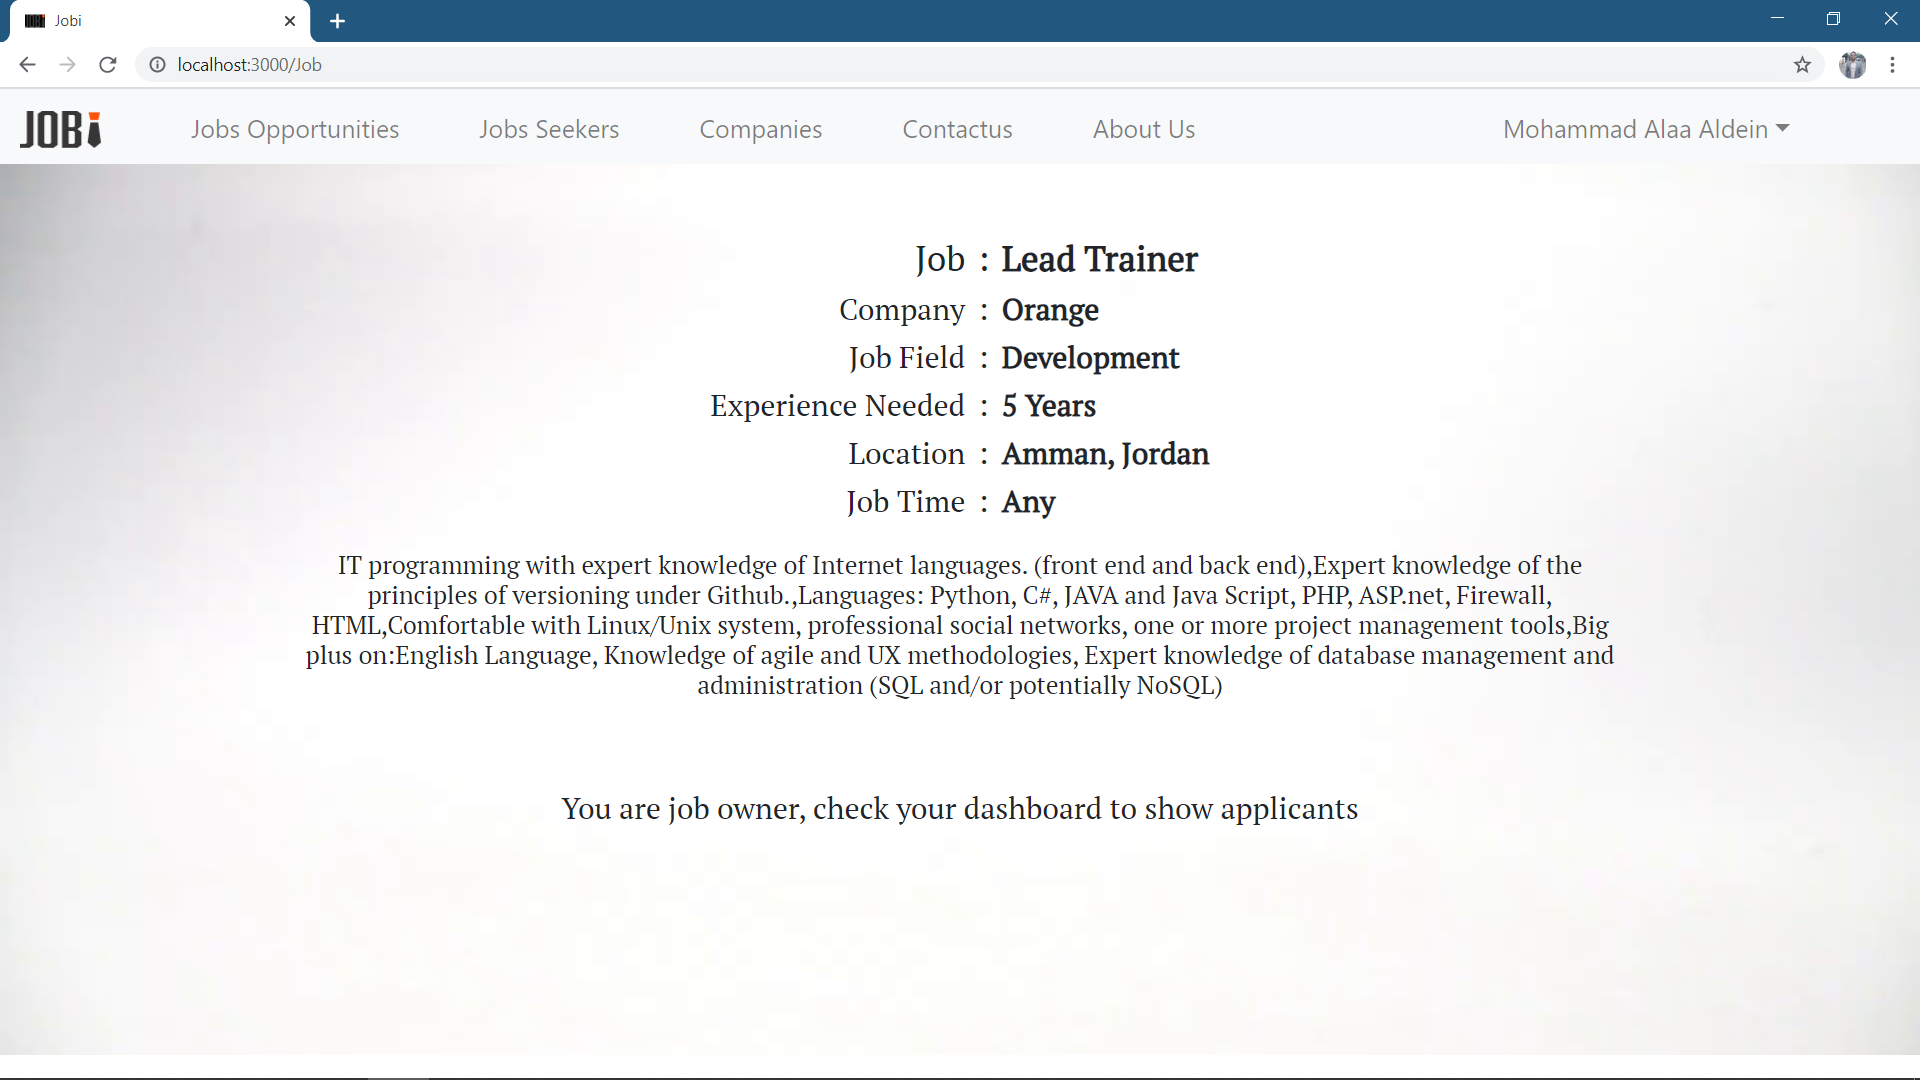 Jobi
localhost:3000/Job
JOBi
Jobs Opportunities
Jobs Seekers
Companies
Contactus
About Us
Mohammad Alaa Aldein
Job : Lead Trainer
Company : Orange
Job Field : Development
Experience Needed : 5 Years
Location : Amman, Jordan
Job Time : Any
IT programming with expert knowledge of Internet languages. (front end and back end),Expert knowledge of the
principles of versioning under Github.,Languages: Python, C#, JAVA and Java Script, PHP, ASP.net, Firewall,
HTML,Comfortable with Linux/Unix system, professional social networks, one or more project management tools,Big
plus on:English Language, Knowledge of agile and UX methodologies, Expert knowledge of database management and
administration (SQL and/or potentially NoSQL)
You are job owner, check your dashboard to show applicants